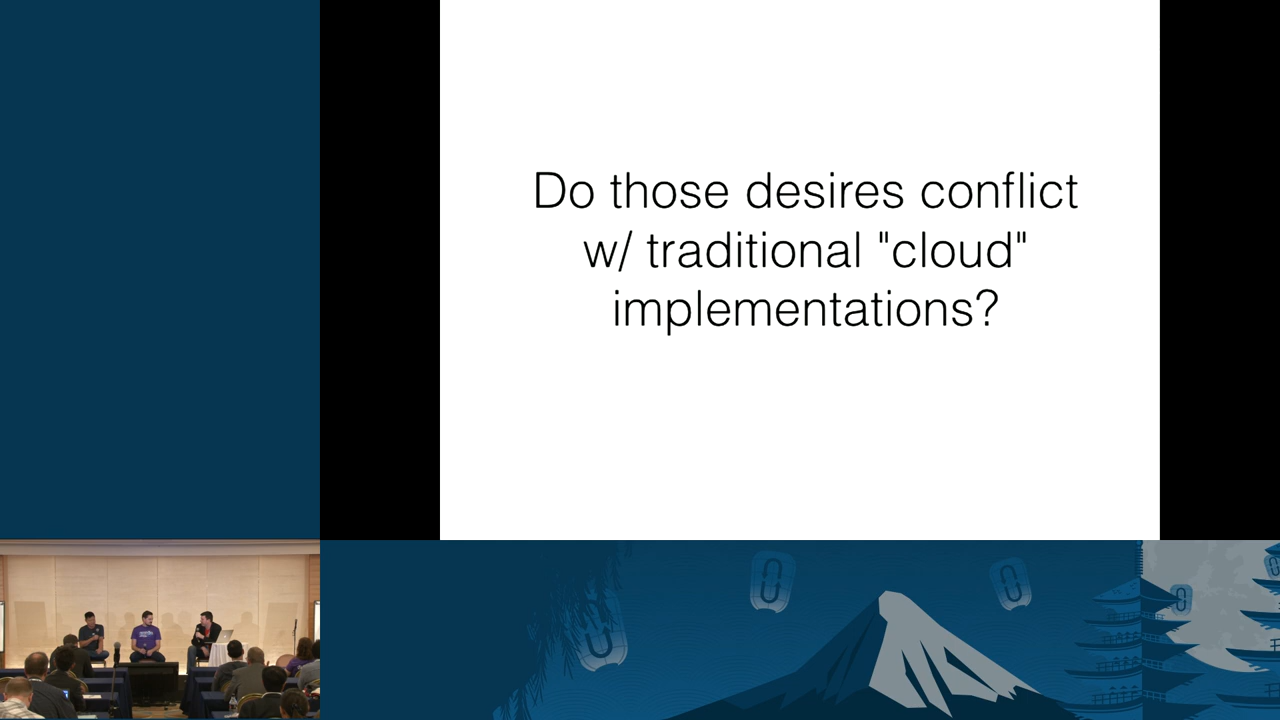 Do those desires conflict
w/ traditional "cloud"
implementations?